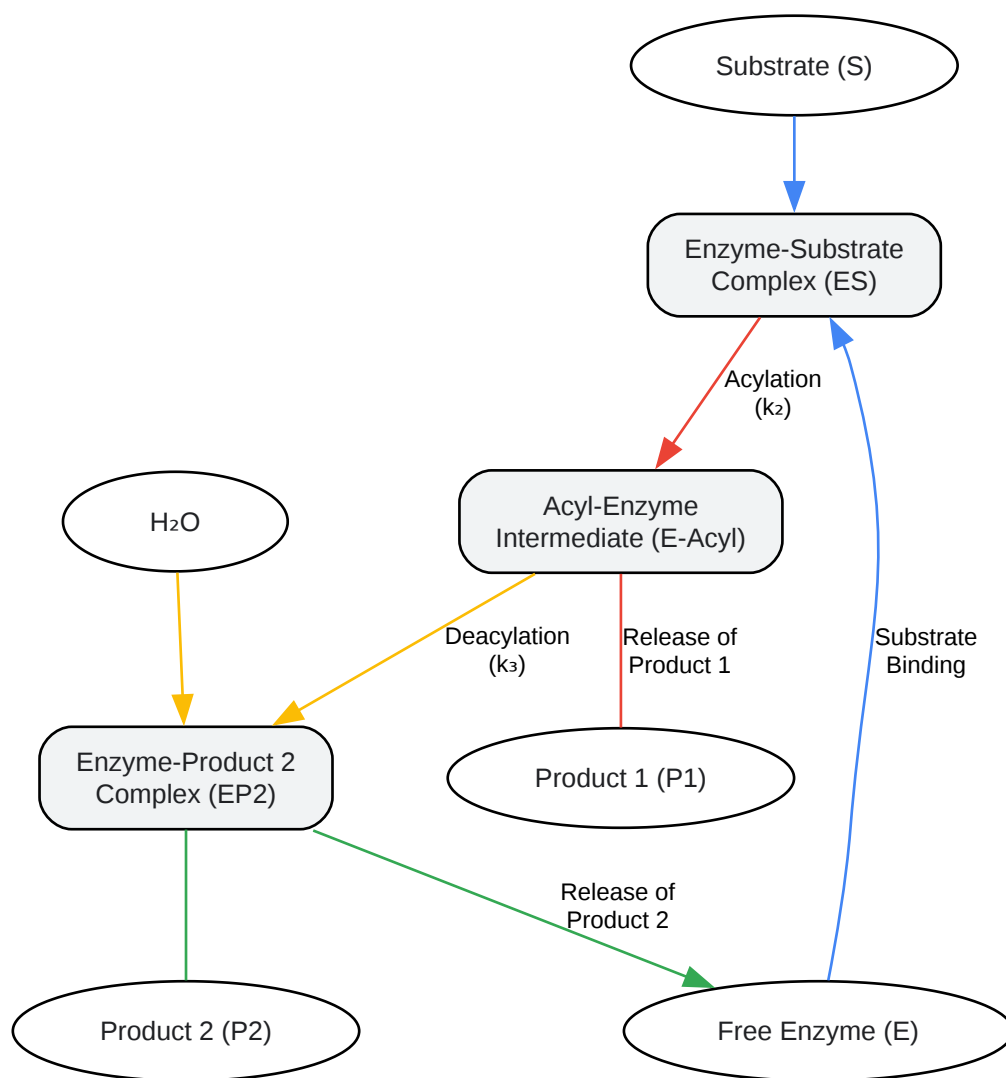 Substrate (S)
Enzyme-Substrate
Complex (ES)
Acylation
(k₂)
Acyl-Enzyme
Intermediate (E-Acyl)
H₂O
Deacylation
(k₃)
Release of
Product 1
Substrate
Binding
Enzyme-Product 2
Complex (EP2)
Product 1 (P1)
Release of
Product 2
Product 2 (P2)
Free Enzyme (E)